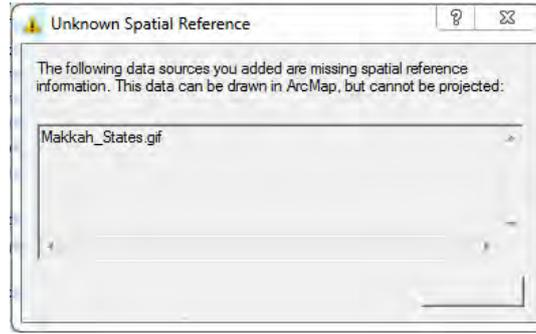 Unknown Spatial Reference
The following data sources you added are missing spatial reference
information. This data can be drawn in ArcMap, but cannot be projected:
Makkah_States.gif